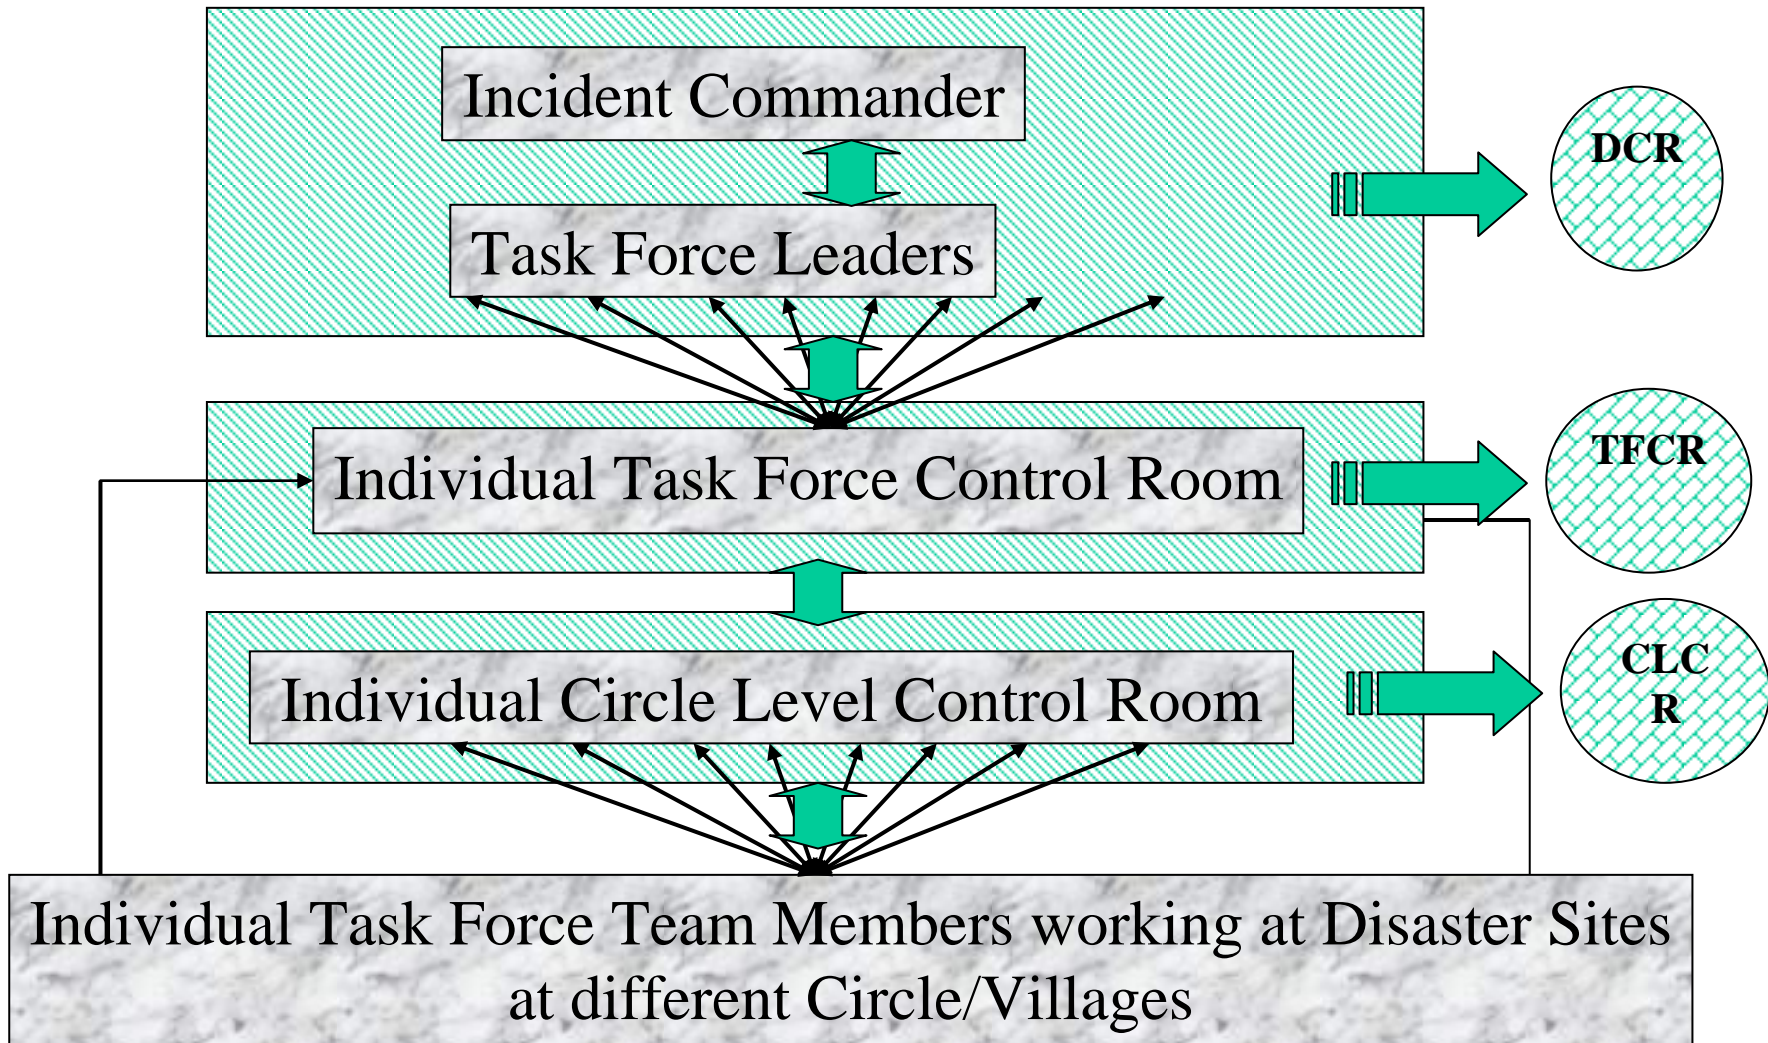 Incident Commander
DCR
Task Force Leaders
Individual Task Force Control Room
TFCR
Individual Circle Level Control Room
CLC
R
Individual Task Force Team Members working at Disaster Sites
at different Circle/Villages